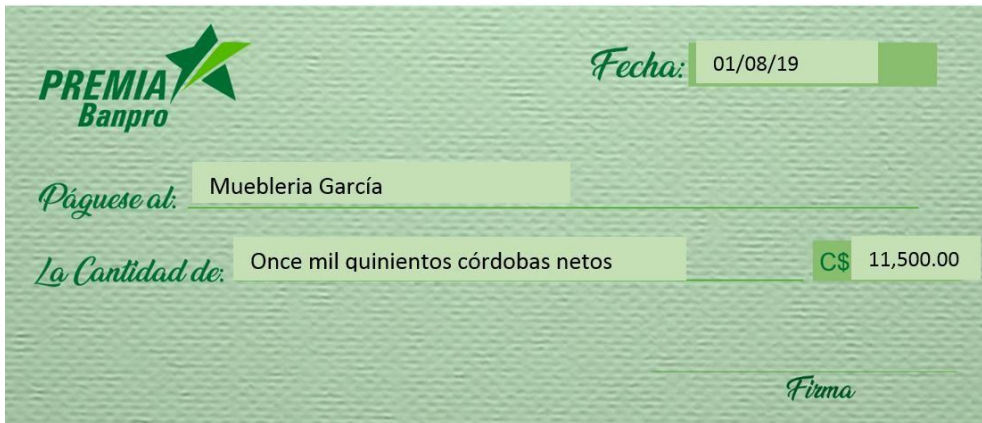 PREMIA
Banpro
Fecha: 01/08/19
Páguese al: Muebleria García
La Cantidad de: Once mil quinientos córdobas netos C$ 11,500.00
Firma